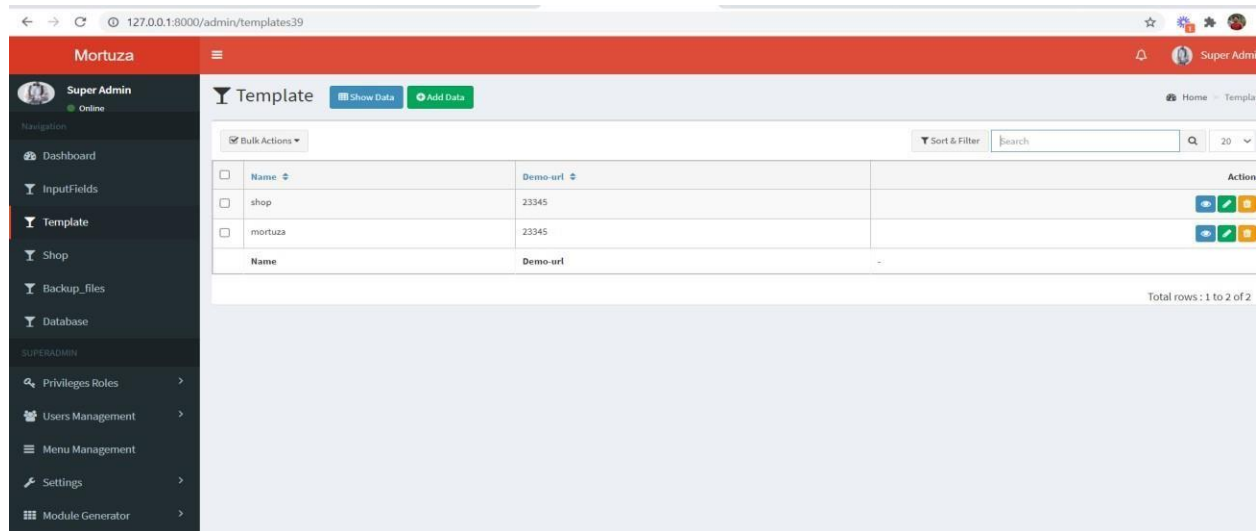 127.0.0.1:8000/admin/templates39
Mortuza
Super Admi
Super Admin
Online
Template Show Data Add Data
Home Templa
Navigation
Bulk Actions
Sort & Filter Search 20
Dashboard
InputFields
Template
Shop
Backup_files
Database
SUPERADMIN
Privileges Roles
Users Management
Menu Management
Settings
Module Generator
Name Demo-url Action
shop 23345
mortuza 23345
Name Demo-url -
Total rows : 1 to 2 of 2